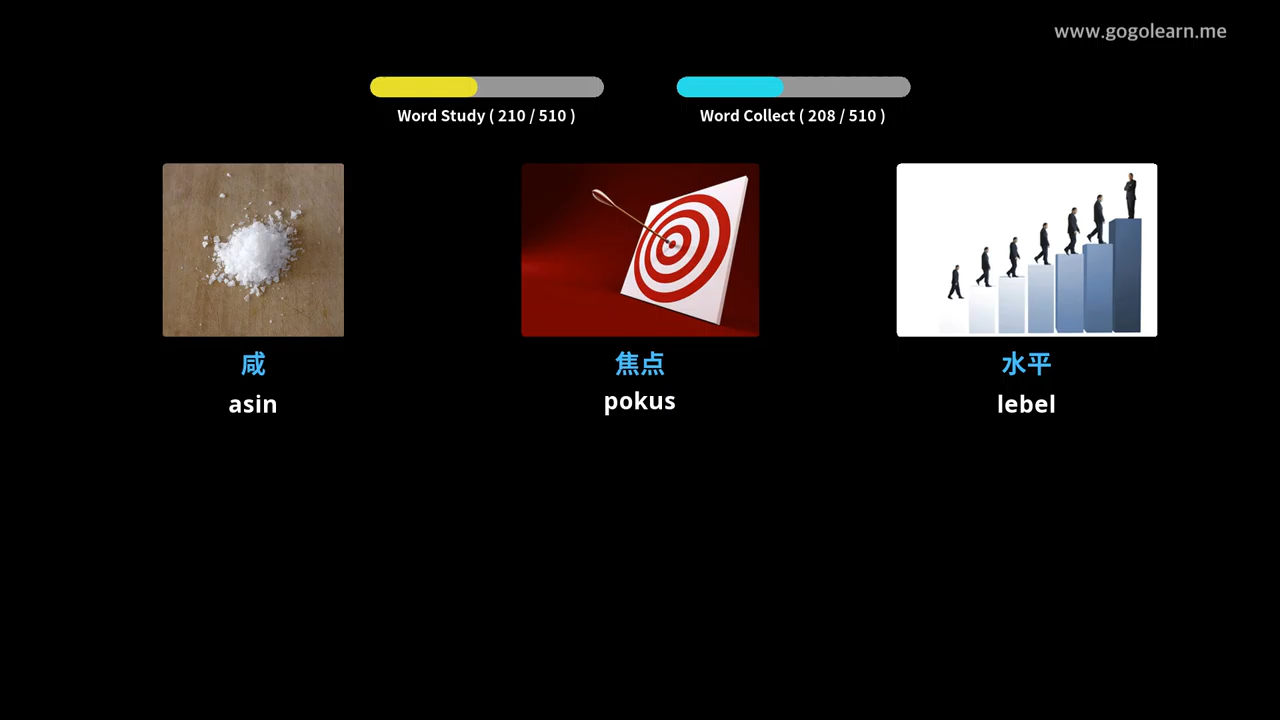 www.gogolearn.me
Word Study ( 210 / 510 )
Word Collect ( 208 / 510 )
咸
焦点
水平
asin
pokus
lebel